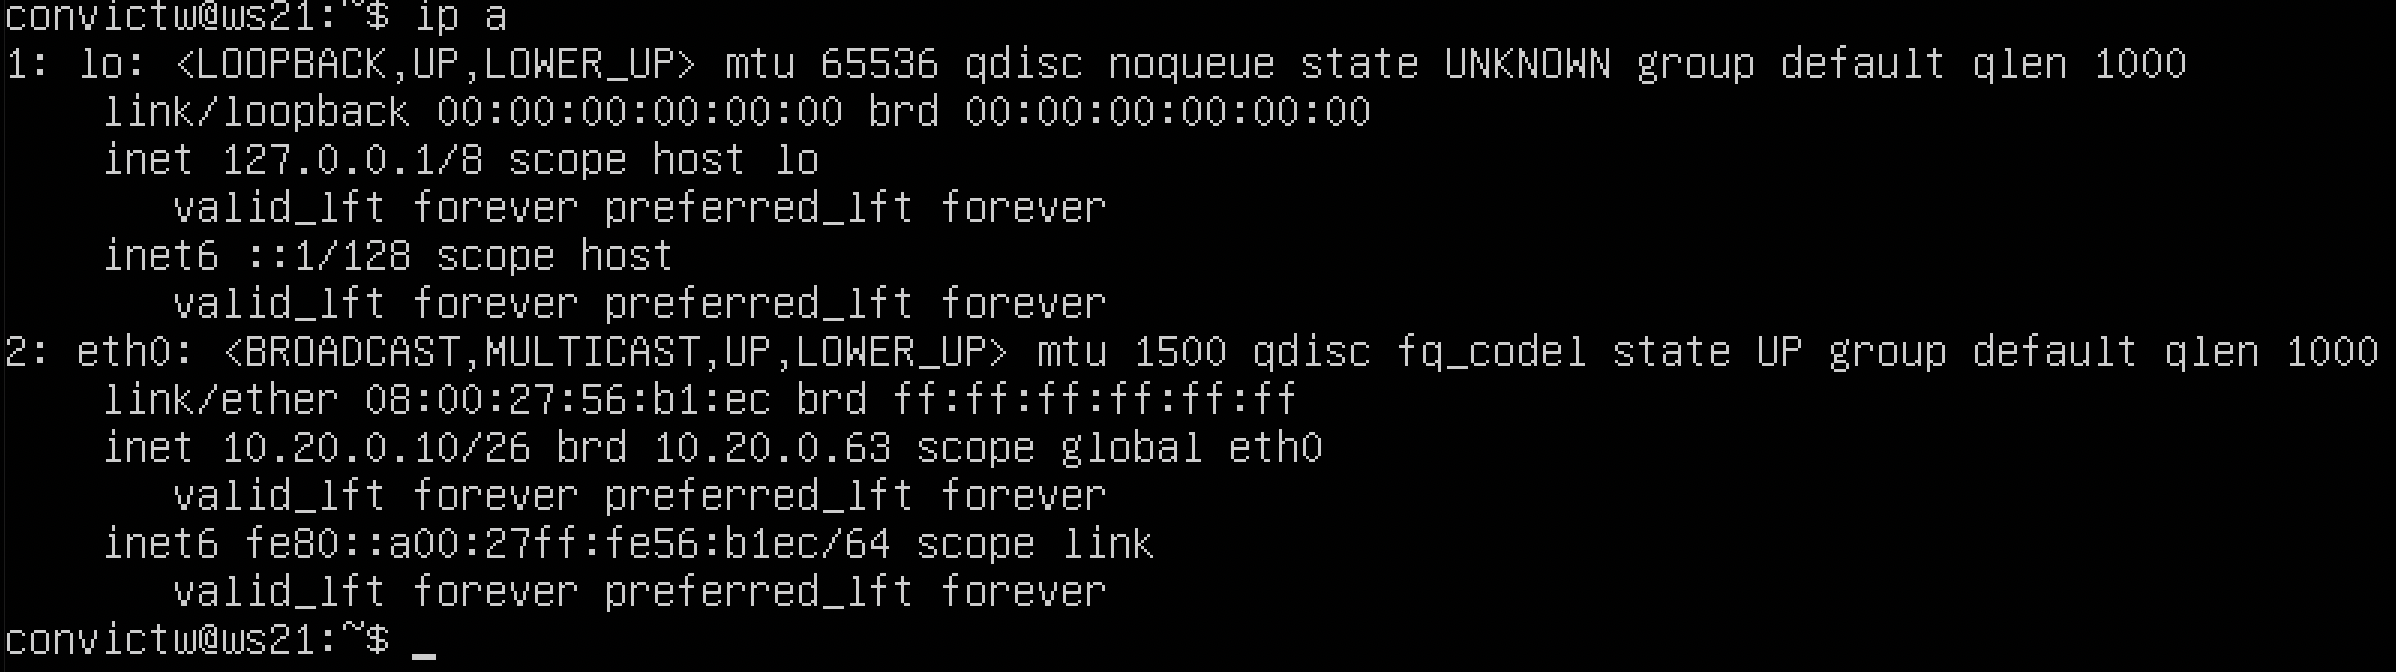 convictw@ws21:~$ ip a
1: lo: <LOOPBACK,UP,LOWER_UP> mtu 65536 qdisc noqueue state UNKNOWN group default qlen 1000
    link/loopback 00:00:00:00:00:00 brd 00:00:00:00:00:00
    inet 127.0.0.1/8 scope host lo
       valid_lft forever preferred_lft forever
    inet6 ::1/128 scope host
       valid_lft forever preferred_lft forever
2: eth0: <BROADCAST,MULTICAST,UP,LOWER_UP> mtu 1500 qdisc fq_codel state UP group default qlen 1000
    link/ether 08:00:27:56:b1:ec brd ff:ff:ff:ff:ff:ff
    inet 10.20.0.10/26 brd 10.20.0.63 scope global eth0
       valid_lft forever preferred_lft forever
    inet6 fe80::a00:27ff:fe56:b1ec/64 scope link
       valid_lft forever preferred_lft forever
convictw@ws21:~$ _